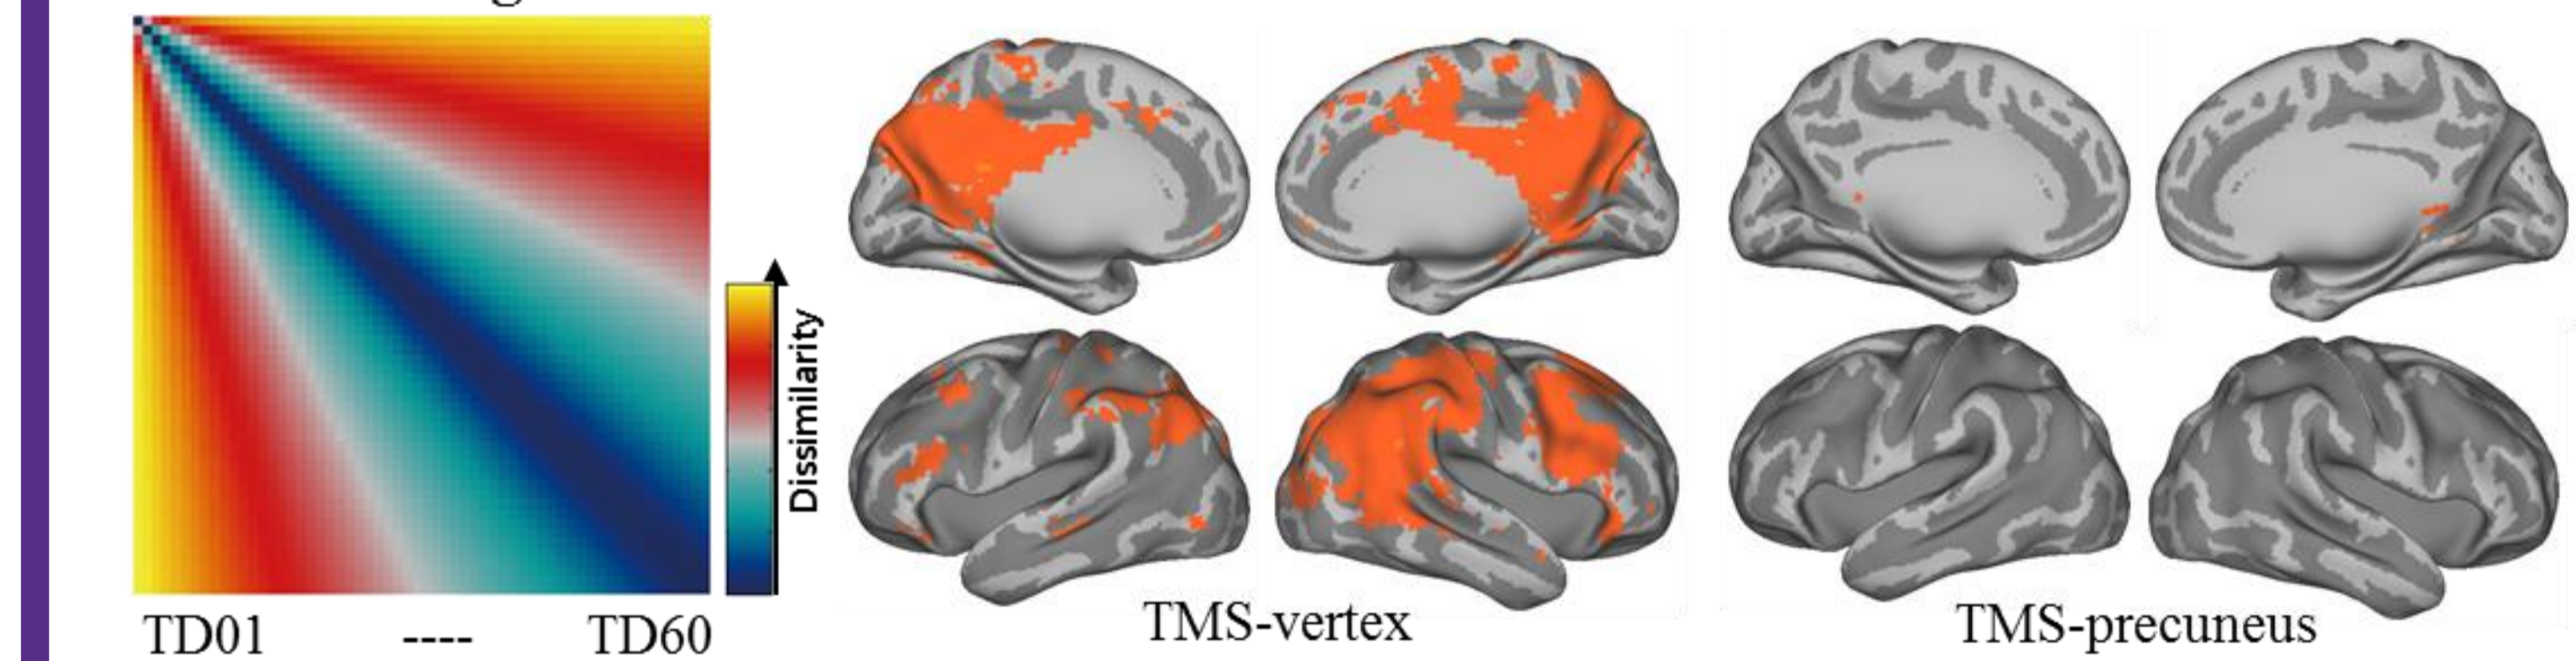 Dissimilarity
TD01 ---- TD60
TMS-vertex
TMS-precuneus